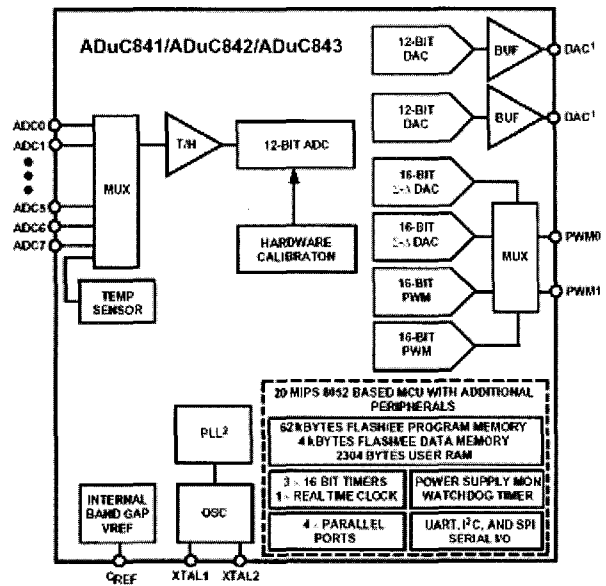 ADuC841/ADuC842/ADuC843
12-BIT
DAC
BUF
DAC¹
12-BIT
DAC
BUF
DAC¹
ADC0
ADC1
ADC5
ADC6
ADC7
MUX
T/H
12-BIT ADC
HARDWARE
CALIBRATON
TEMP
SENSOR
16-BIT
Σ-Δ DAC
16-BIT
Σ-Δ DAC
16-BIT
PWM
16-BIT
PWM
MUX
PWM0
PWM1
20 MIPS 8052 BASED MCU WITH ADDITIONAL
PERIPHERALS
62 kBYTES FLASH/EE PROGRAM MEMORY
4 kBYTES FLASH/EE DATA MEMORY
2304 BYTES USER RAM
3 × 16 BIT TIMERS
1 × REAL TIME CLOCK
POWER SUPPLY MON
WATCHDOG TIMER
4 × PARALLEL
PORTS
UART, I²C, AND SPI
SERIAL I/O
PLL²
OSC
INTERNAL
BAND GAP
VREF
CREF
XTAL1
XTAL2